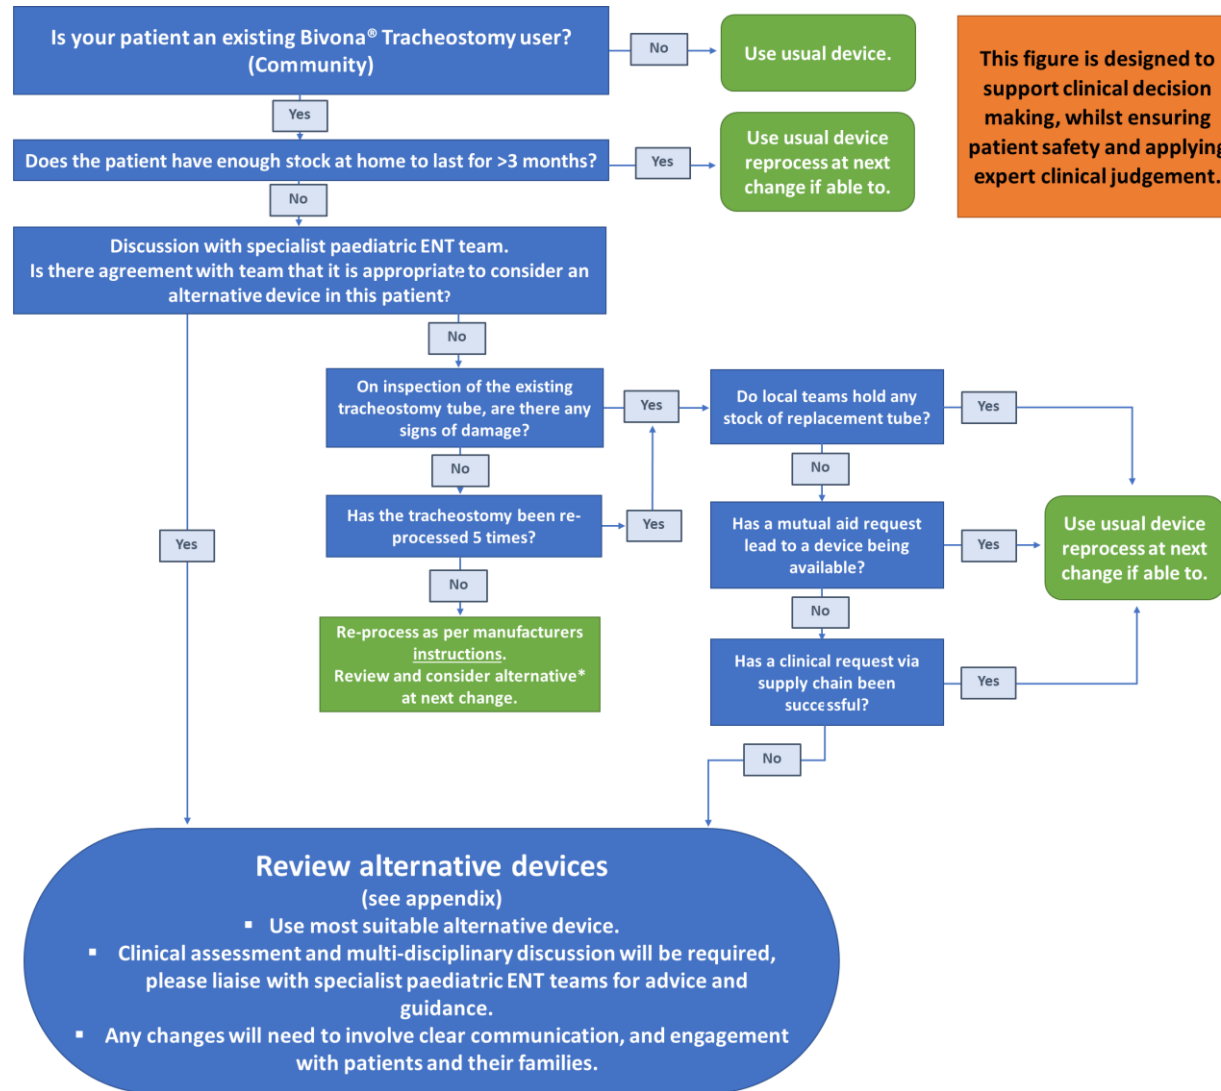 Is your patient an existing Bivona® Tracheostomy user?
(Community)
No
Use usual device.
This figure is designed to
support clinical decision
making, whilst ensuring
patient safety and applying
expert clinical judgement.
Yes
Does the patient have enough stock at home to last for >3 months?
Yes
Use usual device
reprocess at next
change if able to.
No
Discussion with specialist paediatric ENT team.
Is there agreement with team that it is appropriate to consider an
alternative device in this patient?
No
On inspection of the existing
tracheostomy tube, are there any
signs of damage?
Yes
Do local teams hold any
stock of replacement tube?
Yes
No
No
Has the tracheostomy been re-
processed 5 times?
Yes
Has a mutual aid request
lead to a device being
available?
Yes
Use usual device
reprocess at next
change if able to.
Yes
No
No
Re-process as per manufacturers
instructions.
Review and consider alternative*
at next change.
Has a clinical request via
supply chain been
successful?
Yes
No
Review alternative devices
(see appendix)
▪ Use most suitable alternative device.
▪ Clinical assessment and multi-disciplinary discussion will be required,
please liaise with specialist paediatric ENT teams for advice and
guidance.
▪ Any changes will need to involve clear communication, and engagement
with patients and their families.